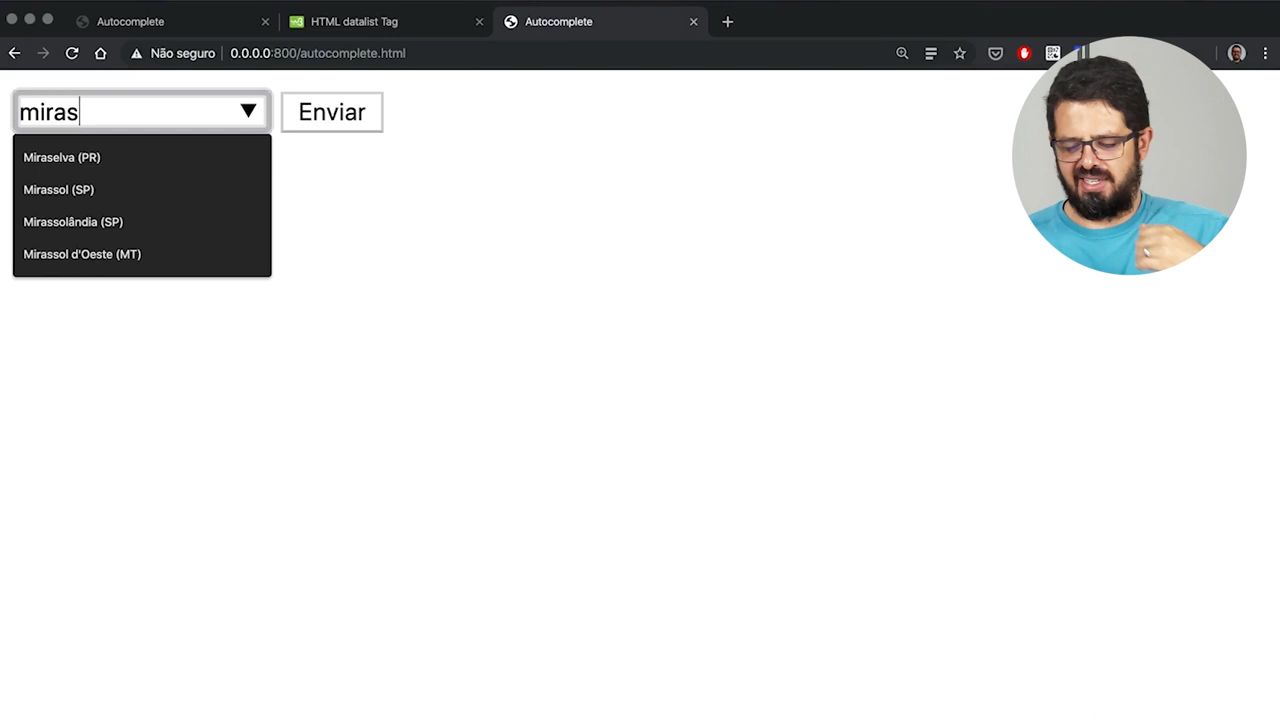 Autocomplete
HTML datalist Tag
Autocomplete
Não seguro
0.0.0.0:800/autocomplete.html
miras
Enviar
Miraselva (PR)
Mirassol (SP)
Mirassolândia (SP)
Mirassol d'Oeste (MT)